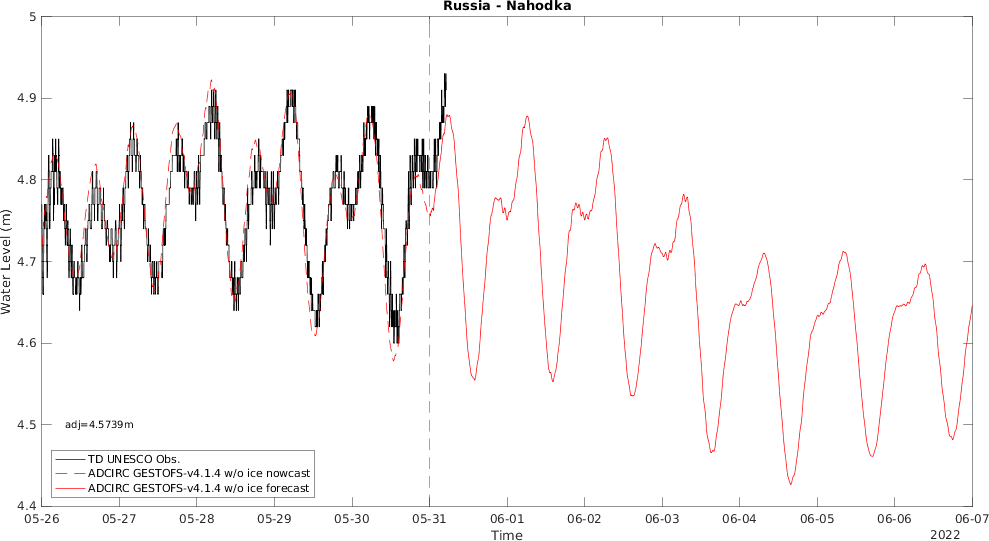 Russia - Nahodka
Water Level (m)
5
4.9
4.8
4.7
4.6
4.5
4.4
adj=4.5739m
TD UNESCO Obs.
ADCIRC GESTOFS-v4.1.4 w/o ice nowcast
ADCIRC GESTOFS-v4.1.4 w/o ice forecast
05-26 05-27 05-28 05-29 05-30 05-31 06-01 06-02 06-03 06-04 06-05 06-06 06-07
Time
2022